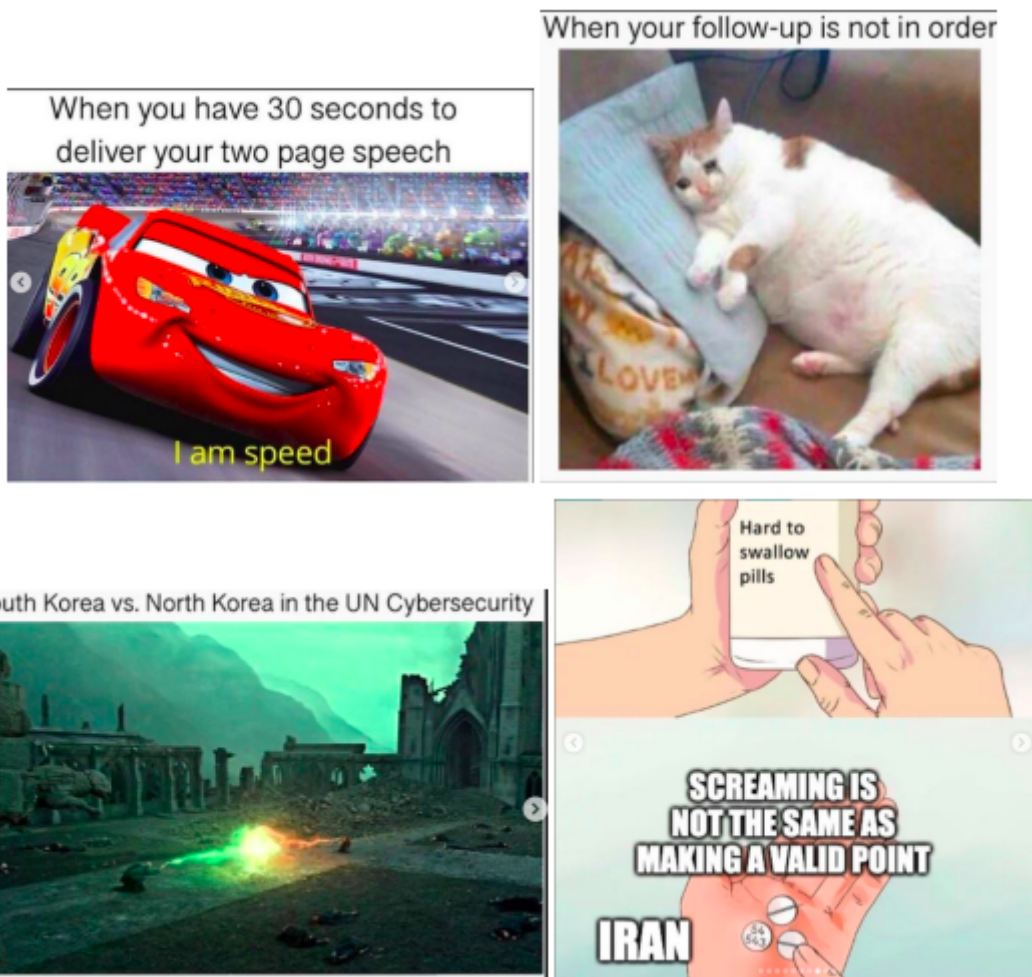 When you have 30 seconds to
deliver your two page speech
I am speed
When your follow-up is not in order
LOVE
uth Korea vs. North Korea in the UN Cybersecurity
Hard to
swallow
pills
SCREAMING IS
NOT THE SAME AS
MAKING A VALID POINT
IRAN